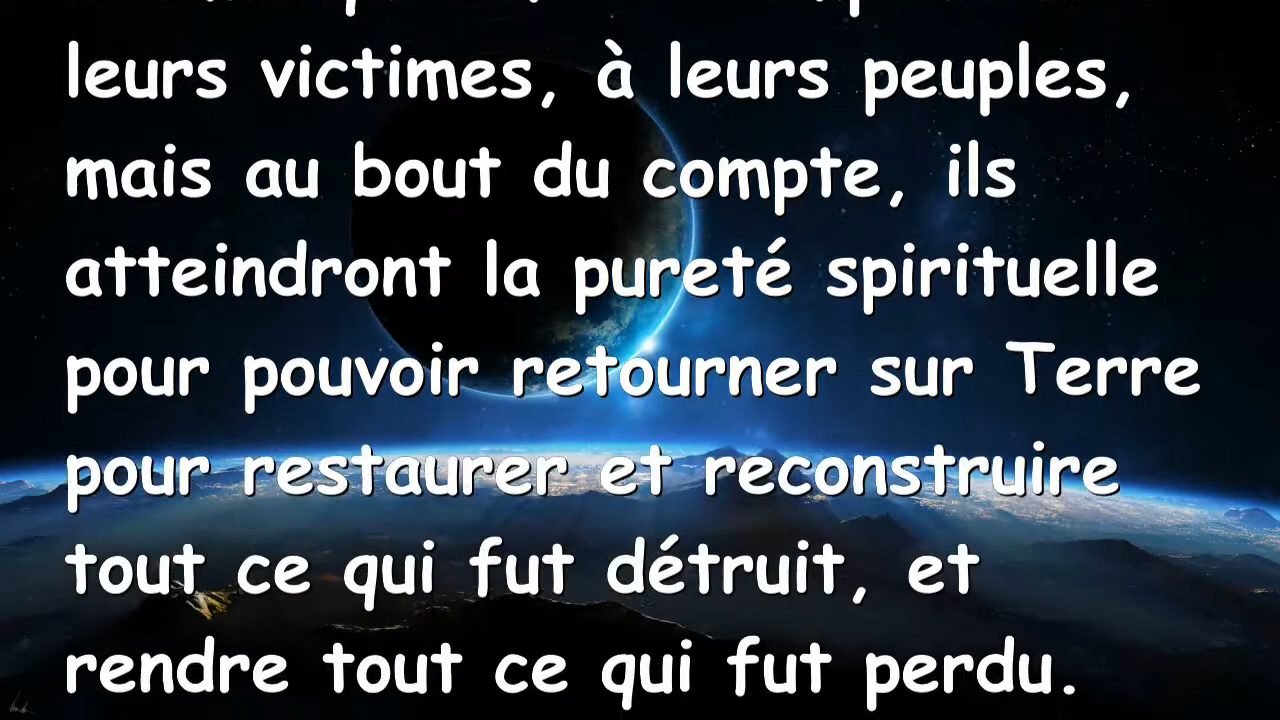 leurs victimes, à leurs peuples,
mais au bout du compte, ils
atteindront la pureté spirituelle
pour pouvoir retourner sur Terre
pour restaurer et reconstruire
tout ce qui fut détruit, et
rendre tout ce qui fut perdu.